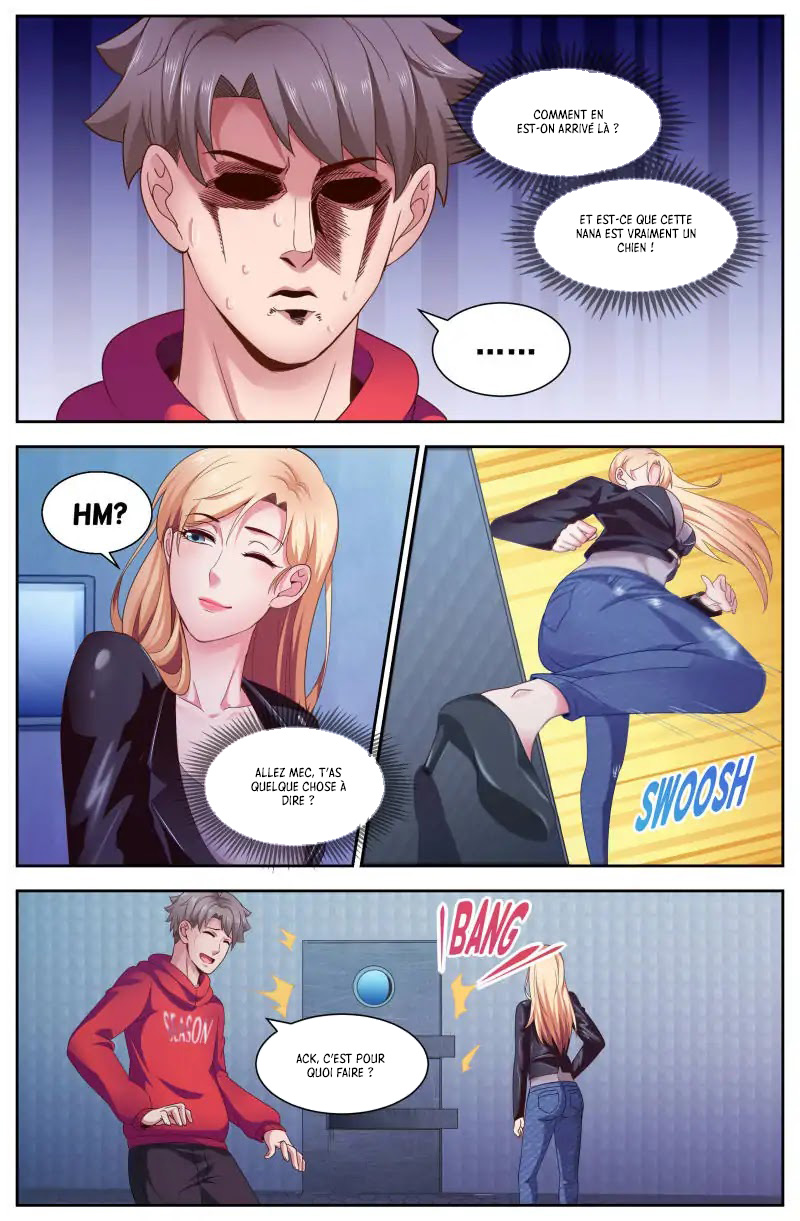 COMMENT EN
EST-ON ARRIVÉ LÀ ?
ET EST-CE QUE CETTE
NANA EST VRAIMENT UN
CHIEN !
......
HM?
ALLEZ MEC, T'AS
QUELQUE CHOSE À
DIRE ?
SWOOSH
BANG
SEASON
ACK, C'EST POUR
QUOI FAIRE ?